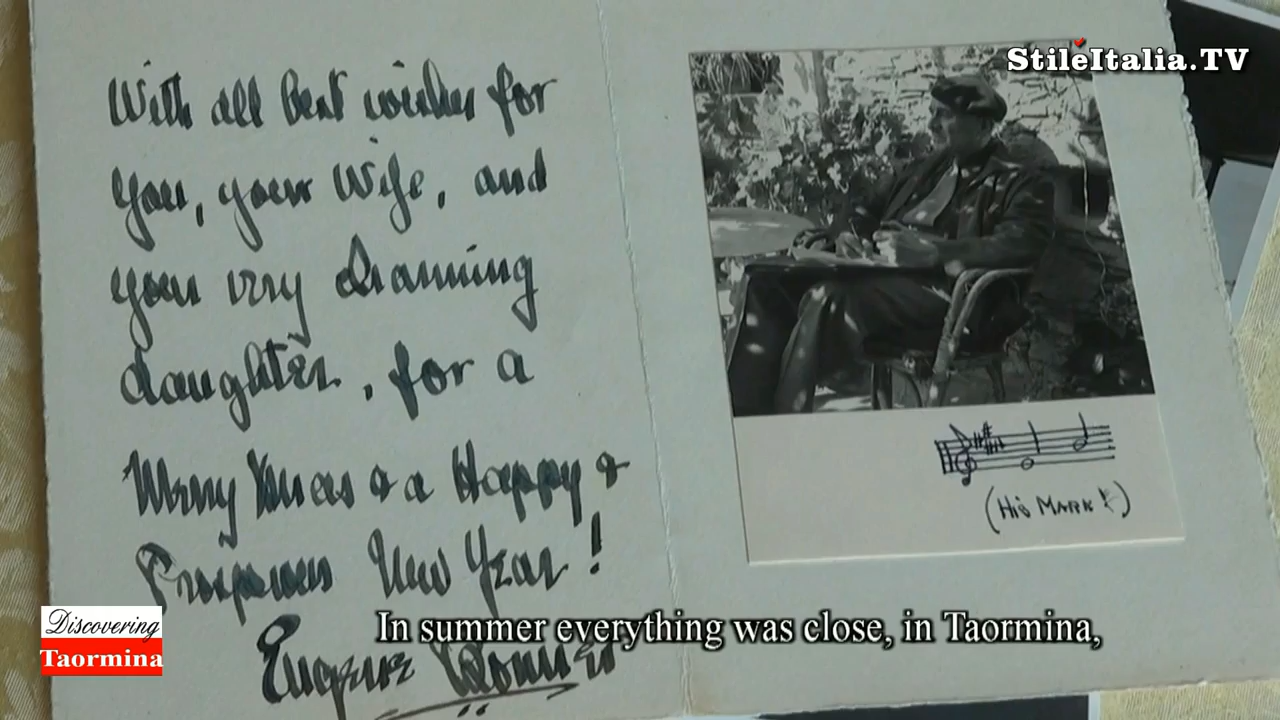 With all best wishes for
you, your Wife, and
your very charming
daughter, for a
Merry Xmas & a Happy &
Prosperous New Year!
Eugene
(His Mark!)
StileItalia.TV
Discovering
Taormina
In summer everything was close, in Taormina,